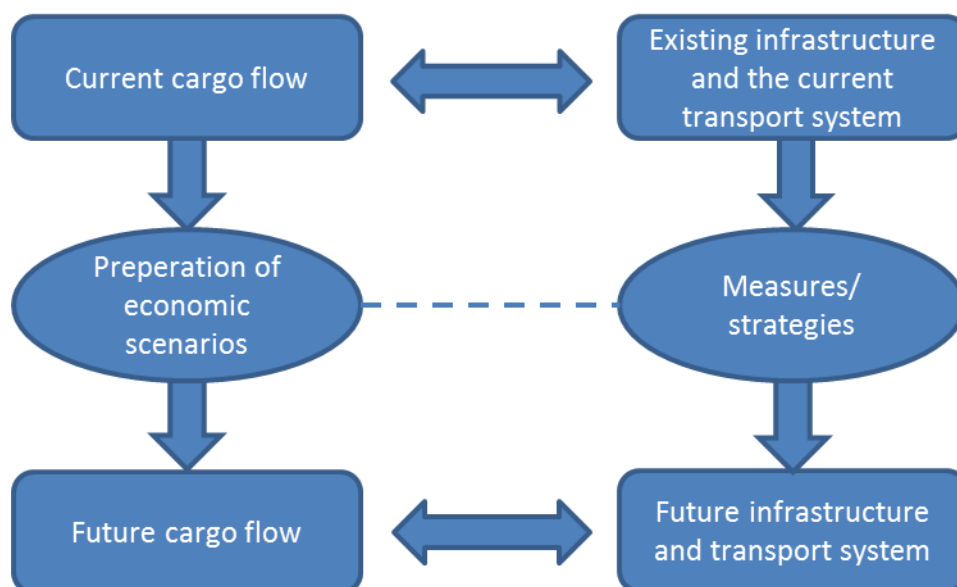 Current cargo flow
Existing infrastructure
and the current
transport system
Preperation of
economic
scenarios
Measures/
strategies
Future cargo flow
Future infrastructure
and transport system